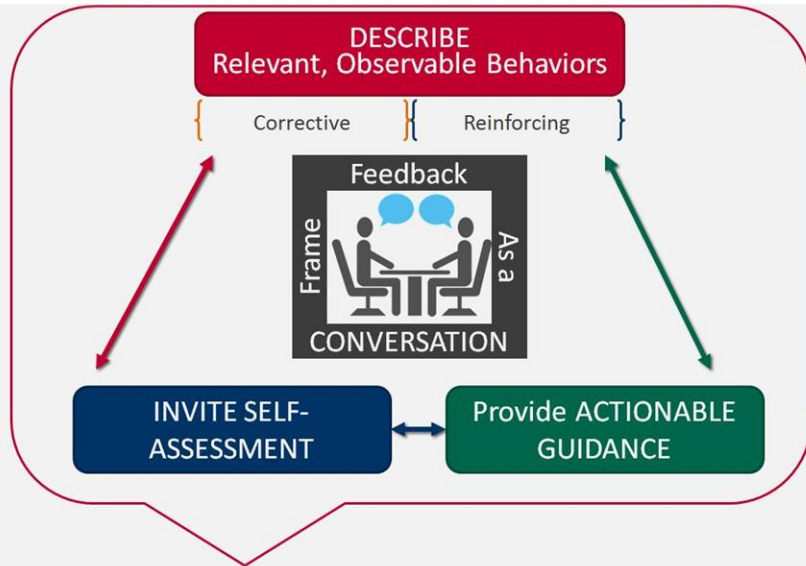 DESCRIBE
Relevant, Observable Behaviors
Corrective
Reinforcing
Frame
Feedback
As a
CONVERSATION
INVITE SELF-
ASSESSMENT
Provide ACTIONABLE
GUIDANCE